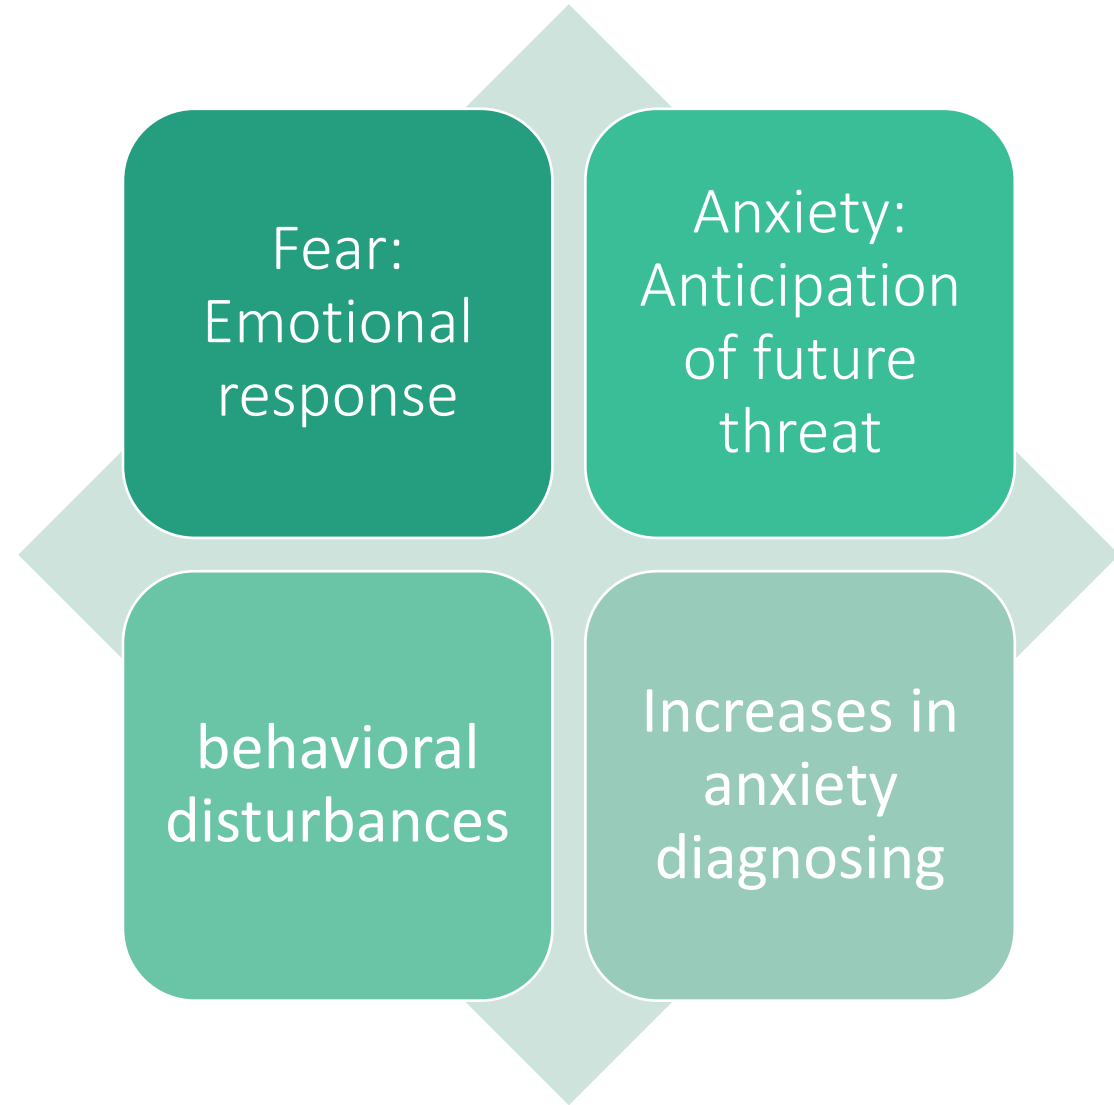 Fear:
Emotional
response
Anxiety:
Anticipation
of future
threat
behavioral
disturbances
Increases in
anxiety
diagnosing